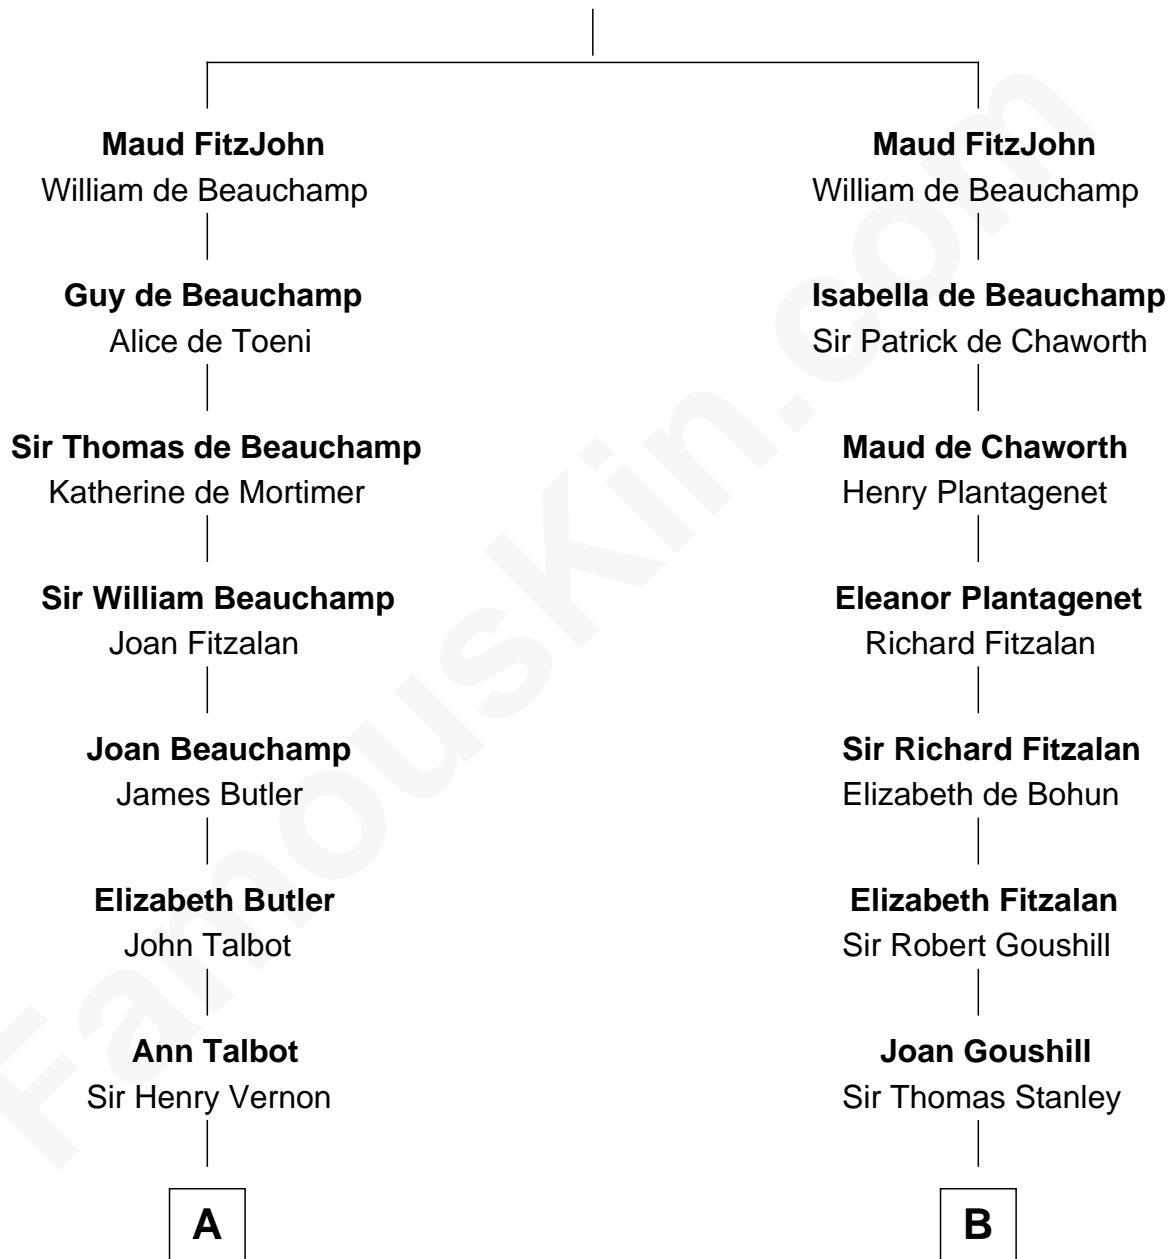 Maud FitzJohn
William de Beauchamp
Guy de Beauchamp
Alice de Toeni
Sir Thomas de Beauchamp
Katherine de Mortimer
Sir William Beauchamp
Joan Fitzalan
Joan Beauchamp
James Butler
Elizabeth Butler
John Talbot
Ann Talbot
Sir Henry Vernon
A
Maud FitzJohn
William de Beauchamp
Isabella de Beauchamp
Sir Patrick de Chaworth
Maud de Chaworth
Henry Plantagenet
Eleanor Plantagenet
Richard Fitzalan
Sir Richard Fitzalan
Elizabeth de Bohun
Elizabeth Fitzalan
Sir Robert Goushill
Joan Goushill
Sir Thomas Stanley
B
FamousKin.com